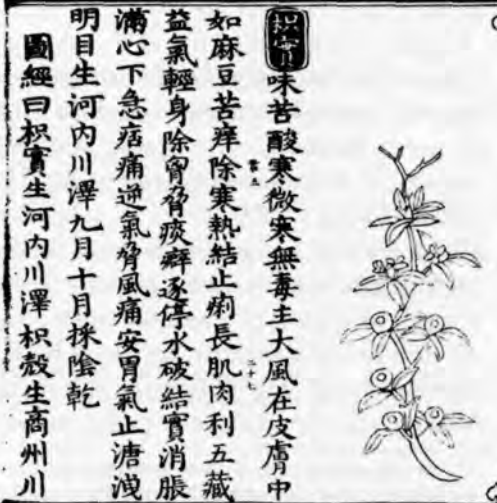 枳實味苦酸寒微寒無毒主大風在皮膚中
如麻豆苦痒除寒熱結止痢長肌肉利五藏
益氣輕身除胷脅痰癖逐停水破結實消脹
滿心下急痞痛逆氣脅風痛安胃氣止溏洩
明目生河内川澤九月十月採陰乾
圖經曰枳實生河内川澤枳殼生商州川